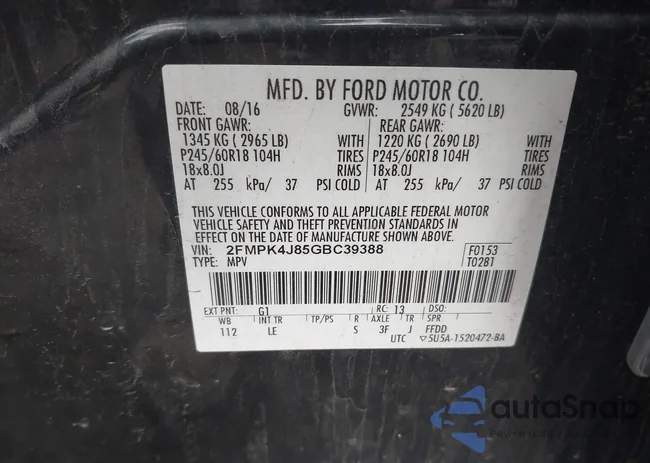 MFD. BY FORD MOTOR CO.
DATE: 08/16 GVWR: 2549 KG ( 5620 LB)
FRONT GAWR: REAR GAWR:
1345 KG ( 2965 LB) WITH 1220 KG ( 2690 LB) WITH
P245/60R18 104H TIRES P245/60R18 104H TIRES
18x8.0J RIMS 18x8.0J RIMS
AT 255 kPa/ 37 PSI COLD AT 255 kPa/ 37 PSI COLD
THIS VEHICLE CONFORMS TO ALL APPLICABLE FEDERAL MOTOR
VEHICLE SAFETY AND THEFT PREVENTION STANDARDS IN
EFFECT ON THE DATE OF MANUFACTURE SHOWN ABOVE.
VIN: 2FMPK4J85GBC39388 F0153
TYPE: MPV T0281
EXT PNT: G1 RC: 13 DSO:
WB INT TR TP/PS R AXLE TR SPR
112 LE S 3F J FFDD
UTC ▽5U5A-1520472-BA
autoSnap